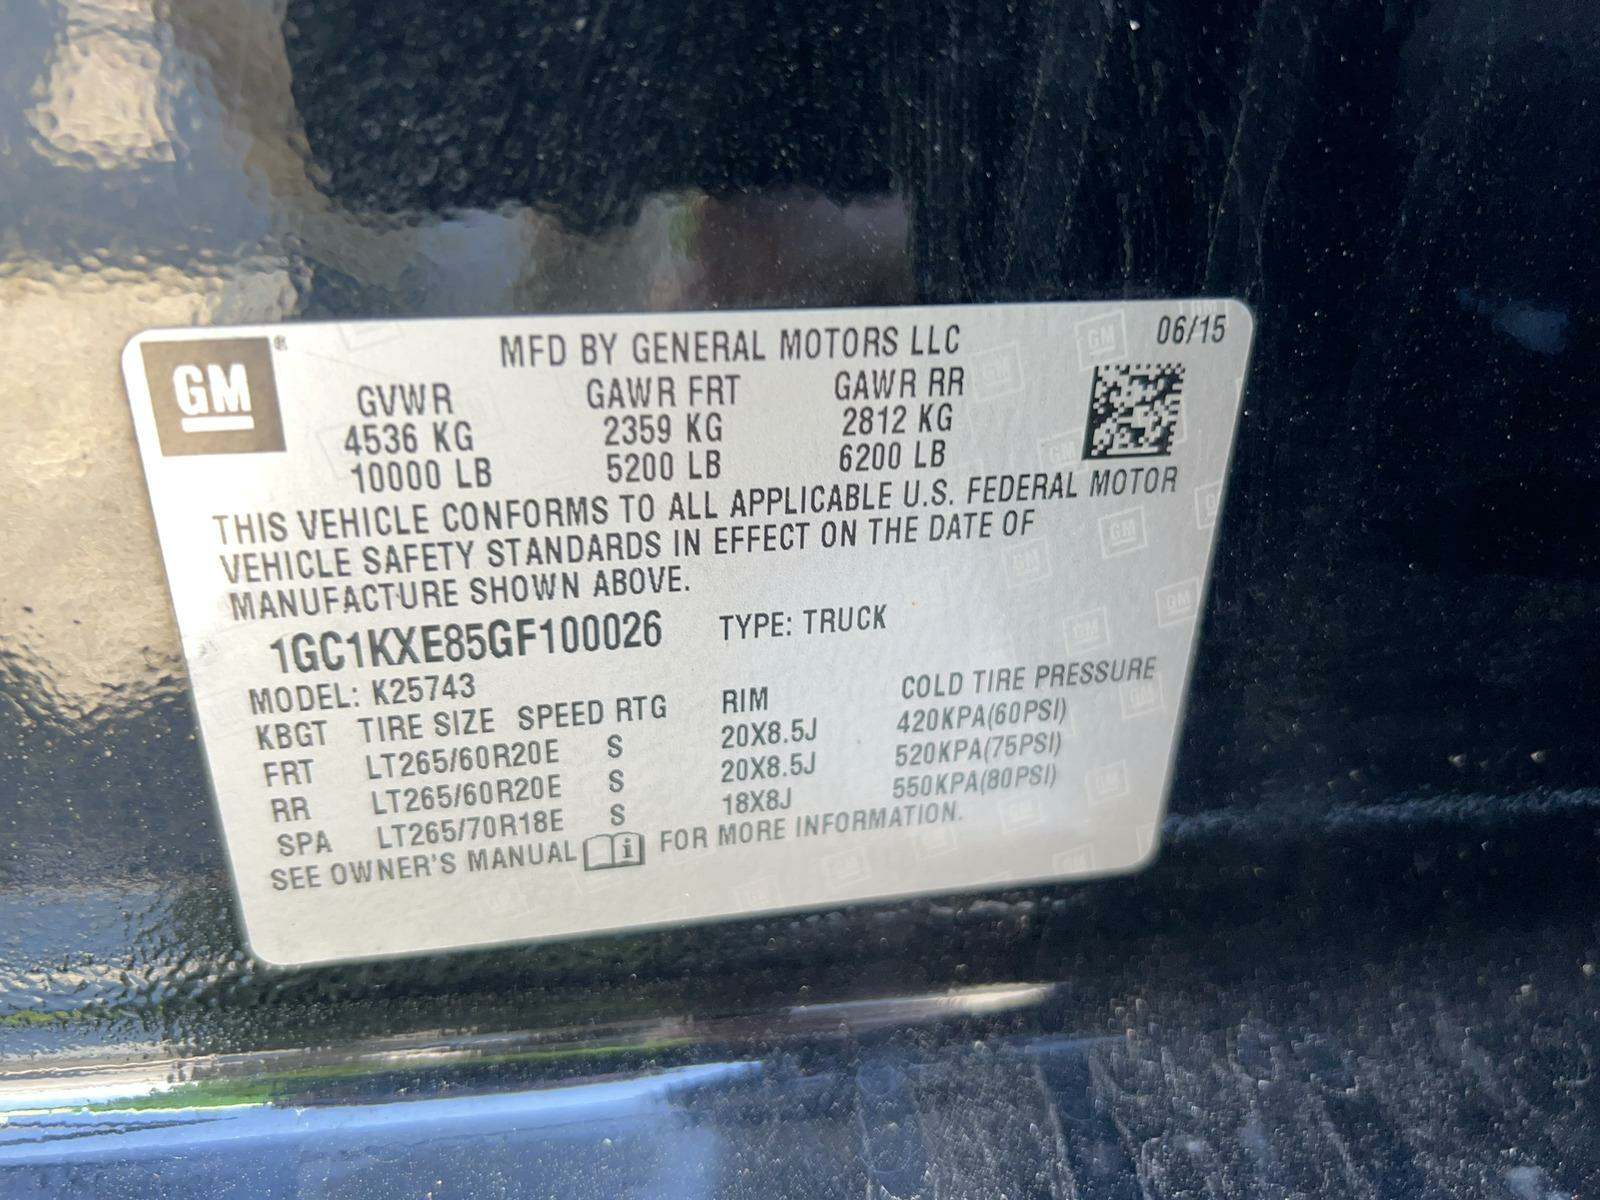 GM®
MFD BY GENERAL MOTORS LLC 06/15
GVWR GAWR FRT GAWR RR
4536 KG 2359 KG 2812 KG
10000 LB 5200 LB 6200 LB
THIS VEHICLE CONFORMS TO ALL APPLICABLE U.S. FEDERAL MOTOR
VEHICLE SAFETY STANDARDS IN EFFECT ON THE DATE OF
MANUFACTURE SHOWN ABOVE.
1GC1KXE85GF100026 TYPE: TRUCK
MODEL: K25743
KBGT TIRE SIZE SPEED RTG RIM COLD TIRE PRESSURE
FRT LT265/60R20E S 20X8.5J 420KPA(60PSI)
RR LT265/60R20E S 20X8.5J 520KPA(75PSI)
SPA LT265/70R18E S 18X8J 550KPA(80PSI)
SEE OWNER'S MANUAL i FOR MORE INFORMATION.